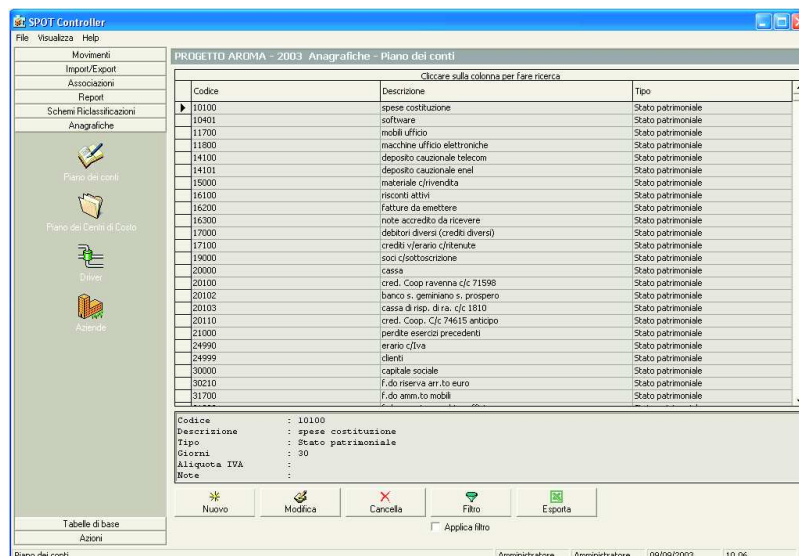 SPOT Controller
File Visualizza Help
Movimenti
Import/Export
Associazioni
Report
Schemi Riclassificazioni
Anagrafiche
Piano dei conti
Piano dei Centri di Costo
Driver
Aziende
Tabelle di base
Azioni
PROGETTO AROMA - 2003 Anagrafiche - Piano dei conti
Cliccare sulla colonna per fare ricerca
Codice Descrizione Tipo
10100 spese costituzione Stato patrimoniale
10401 software Stato patrimoniale
11700 mobili ufficio Stato patrimoniale
11800 macchine ufficio elettroniche Stato patrimoniale
14100 deposito cauzionale telecom Stato patrimoniale
14101 deposito cauzionale enel Stato patrimoniale
15000 materiale c/rivendita Stato patrimoniale
16100 risconti attivi Stato patrimoniale
16200 fatture da emettere Stato patrimoniale
16300 note accredito da ricevere Stato patrimoniale
17000 debitori diversi (crediti diversi) Stato patrimoniale
17100 crediti v/erario c/ritenute Stato patrimoniale
19000 soci c/sottoscrizione Stato patrimoniale
20000 cassa Stato patrimoniale
20100 cred. Coop ravenna c/c 71598 Stato patrimoniale
20102 banco s. geminiano s. prospero Stato patrimoniale
20103 cassa di risp. di ra. c/c 1810 Stato patrimoniale
20110 cred. Coop. C/c 74615 anticipo Stato patrimoniale
21000 perdite esercizi precedenti Stato patrimoniale
24990 erario c/Iva Stato patrimoniale
24999 clienti Stato patrimoniale
30000 capitale sociale Stato patrimoniale
30210 f.do riserva arr.to euro Stato patrimoniale
31700 f.do amm.to mobili Stato patrimoniale
Codice : 10100
Descrizione : spese costituzione
Tipo : Stato patrimoniale
Giorni : 30
Aliquota IVA :
Note :
Nuovo Modifica Cancella Filtro Esporta
Applica filtro
Piano dei conti Amministratore Amministratore 09/09/2003 10.06